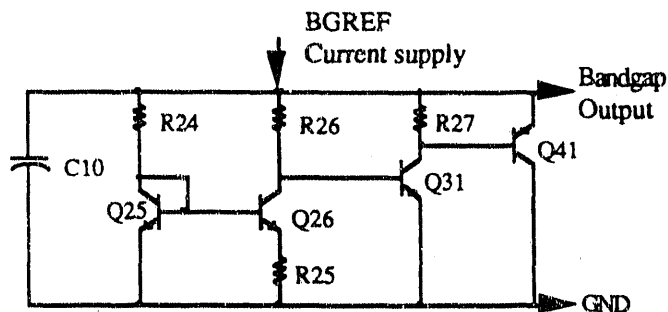 BGREF
Current supply
Bandgap
Output
R24
R26
R27
Q41
C10
Q31
Q25
Q26
R25
GND